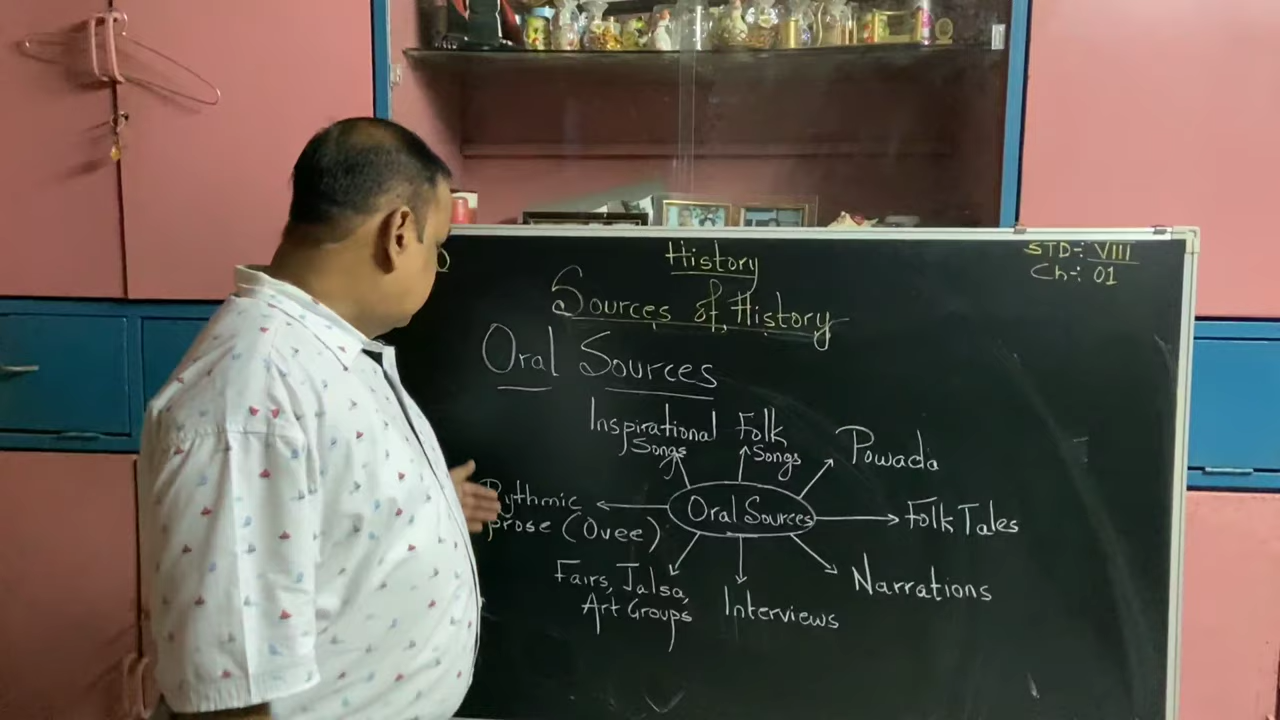 History
STD-: VIII
Ch-: 01
Sources of History
Oral Sources
Inspirational
Songs
Folk
Songs
Powada
Rythmic
prose (Ovee)
Oral Sources
Folk Tales
Fairs, Jalsa,
Art Groups
Interviews
Narrations